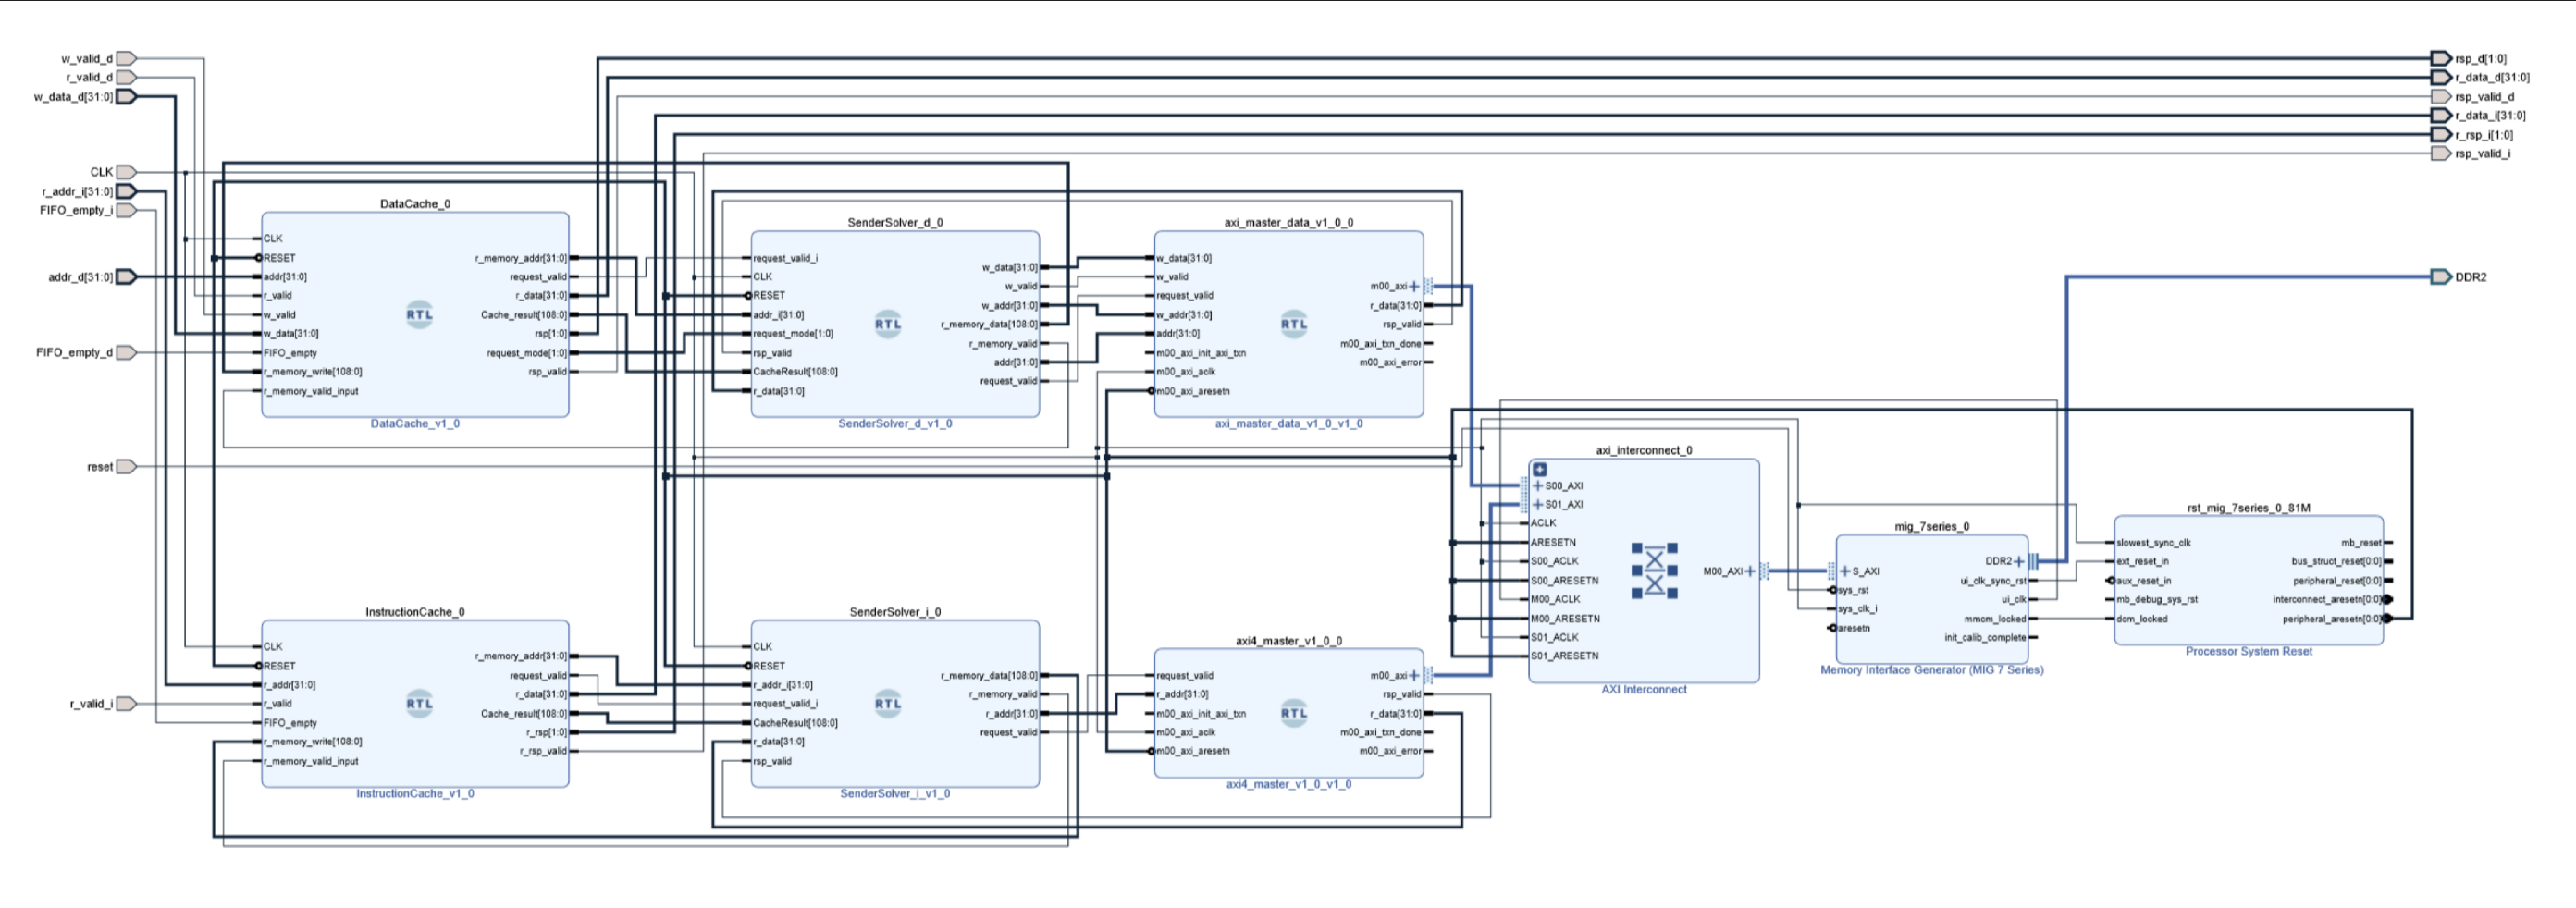 w_valid_d
r_valid_d
w_data_d[31:0]
CLK
r_addr_i[31:0]
FIFO_empty_i
addr_d[31:0]
FIFO_empty_d
reset
r_valid_i
rsp_d[1:0]
r_data_d[31:0]
rsp_valid_d
r_data_i[31:0]
r_rsp_i[1:0]
rsp_valid_i
DDR2
DataCache_0
CLK
RESET
addr[31:0]
r_valid
w_valid
w_data[31:0]
FIFO_empty
r_memory_write[108:0]
r_memory_valid_input
RTL
r_memory_addr[31:0]
request_valid
r_data[31:0]
Cache_result[108:0]
rsp[1:0]
request_mode[1:0]
rsp_valid
DataCache_v1_0
SenderSolver_d_0
request_valid_i
CLK
RESET
addr_i[31:0]
request_mode[1:0]
rsp_valid
CacheResult[108:0]
r_data[31:0]
RTL
w_data[31:0]
w_valid
w_addr[31:0]
r_memory_data[108:0]
r_memory_valid
addr[31:0]
request_valid
SenderSolver_d_v1_0
axi_master_data_v1_0_0
w_data[31:0]
w_valid
request_valid
w_addr[31:0]
addr[31:0]
m00_axi_init_axi_txn
m00_axi_aclk
m00_axi_aresetn
RTL
m00_axi
r_data[31:0]
rsp_valid
m00_axi_txn_done
m00_axi_error
axi_master_data_v1_0_v1_0
InstructionCache_0
CLK
RESET
r_addr[31:0]
r_valid
FIFO_empty
r_memory_write[108:0]
r_memory_valid_input
RTL
r_memory_addr[31:0]
request_valid
r_data[31:0]
Cache_result[108:0]
r_rsp[1:0]
r_rsp_valid
InstructionCache_v1_0
SenderSolver_i_0
CLK
RESET
r_addr_i[31:0]
request_valid_i
CacheResult[108:0]
r_data[31:0]
rsp_valid
RTL
r_memory_data[108:0]
r_memory_valid
r_addr[31:0]
request_valid
SenderSolver_i_v1_0
axi4_master_v1_0_0
request_valid
r_addr[31:0]
m00_axi_init_axi_txn
m00_axi_aclk
m00_axi_aresetn
RTL
m00_axi
rsp_valid
r_data[31:0]
m00_axi_txn_done
m00_axi_error
axi4_master_v1_0_v1_0
axi_interconnect_0
S00_AXI
S01_AXI
ACLK
ARESETN
S00_ACLK
S00_ARESETN
M00_ACLK
M00_ARESETN
S01_ACLK
S01_ARESETN
M00_AXI
AXI Interconnect
mig_7series_0
S_AXI
sys_rst
sys_clk_i
aresetn
DDR2
ui_clk_sync_rst
ui_clk
mmcm_locked
init_calib_complete
Memory Interface Generator (MIG 7 Series)
rst_mig_7series_0_81M
slowest_sync_clk
ext_reset_in
aux_reset_in
mb_debug_sys_rst
dcm_locked
mb_reset
bus_struct_reset[0:0]
peripheral_reset[0:0]
interconnect_aresetn[0:0]
peripheral_aresetn[0:0]
Processor System Reset